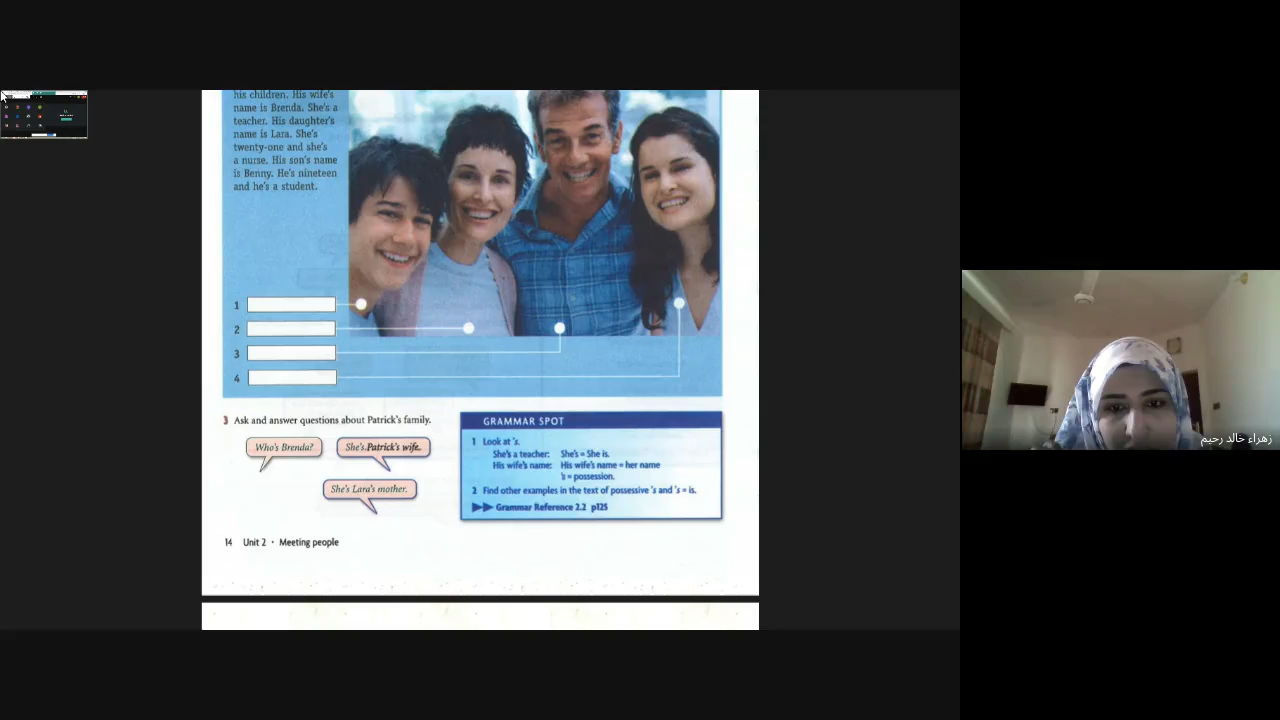 his children. His wife's
name is Brenda. She's a
teacher. His daughter's
name is Lara. She's
twenty-one and she's
a nurse. His son's name
is Benny. He's nineteen
and he's a student.
1
2
3
4
3 Ask and answer questions about Patrick's family.
Who's Brenda?
She's Patrick's wife.
She's Lara's mother.
GRAMMAR SPOT
1 Look at 's.
She's a teacher: She's = She is.
His wife's name: His wife's name = her name
's = possession.
2 Find other examples in the text of possessive 's and 's = is.
Grammar Reference 2.2 p125
14 Unit 2 · Meeting people
زهراء خالد رحيم